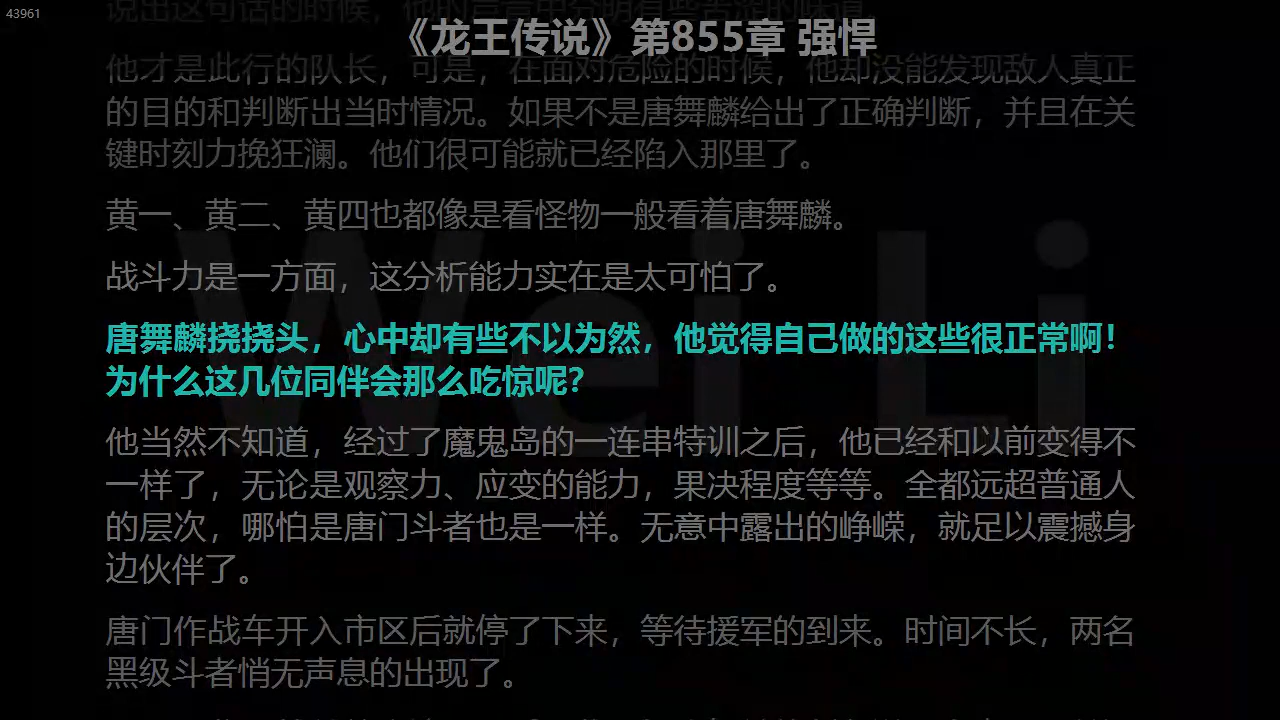 43961
《龙王传说》第855章 强悍
他才是此行的队长，可是，在面对危险的时候，他却没能发现敌人真正
的目的和判断出当时情况。如果不是唐舞麟给出了正确判断，并且在关
键时刻力挽狂澜。他们很可能就已经陷入那里了。
黄一、黄二、黄四也都像是看怪物一般看着唐舞麟。
战斗力是一方面，这分析能力实在是太可怕了。
唐舞麟挠挠头，心中却有些不以为然，他觉得自己做的这些很正常啊！
为什么这几位同伴会那么吃惊呢？
他当然不知道，经过了魔鬼岛的一连串特训之后，他已经和以前变得不
一样了，无论是观察力、应变的能力，果决程度等等。全都远超普通人
的层次，哪怕是唐门斗者也是一样。无意中露出的峥嵘，就足以震撼身
边伙伴了。
唐门作战车开入市区后就停了下来，等待援军的到来。时间不长，两名
黑级斗者悄无声息的出现了。
Wei Li